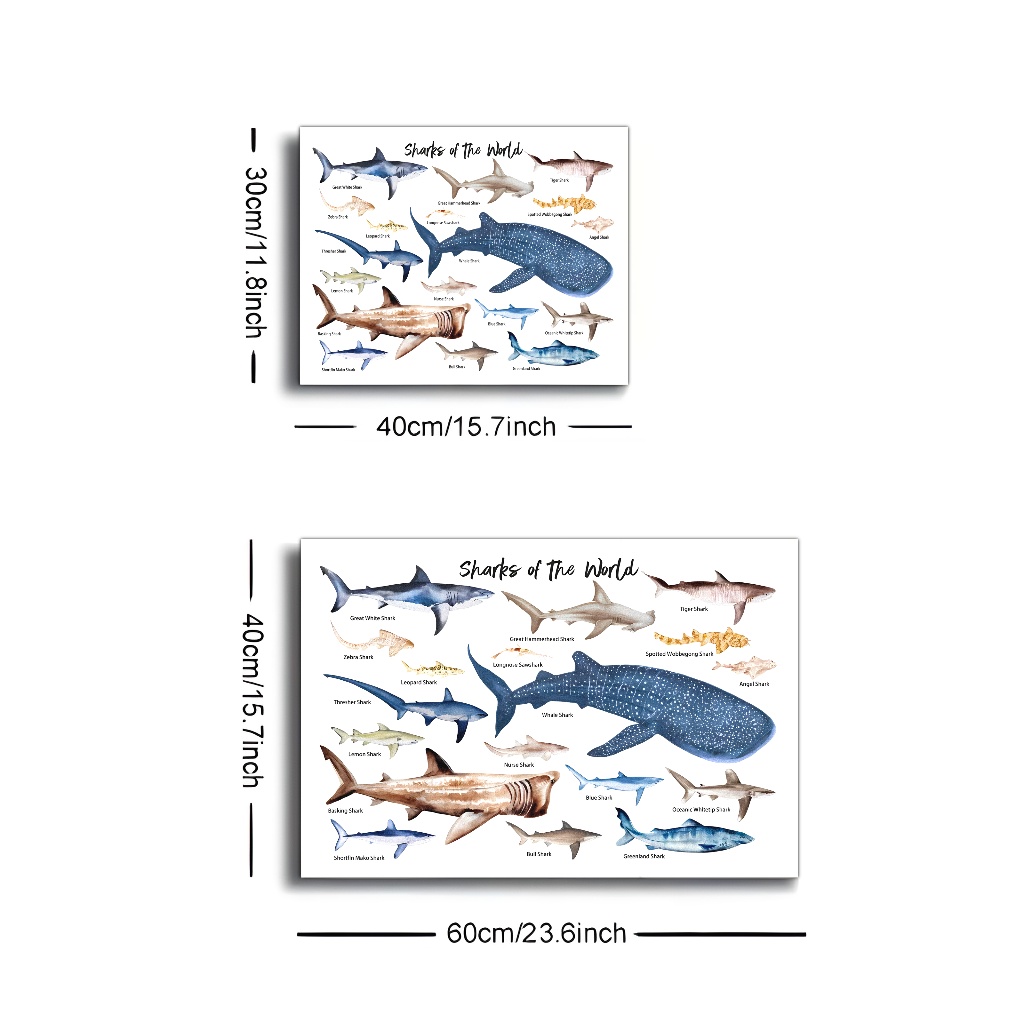 Sharks of the World
Great White Shark
Tiger Shark
Great Hammerhead Shark
Zebra Shark
Spotted Wobbegong Shark
Longnose Sawshark
Leopard Shark
Angel Shark
Thresher Shark
Whale Shark
Lemon Shark
Nurse Shark
Blue Shark
Basking Shark
Oceanic Whitetip Shark
Shortfin Mako Shark
Bull Shark
Greenland Shark
30cm/11.8inch
40cm/15.7inch
Sharks of the World
Great White Shark
Tiger Shark
Great Hammerhead Shark
Zebra Shark
Spotted Wobbegong Shark
Longnose Sawshark
Leopard Shark
Angel Shark
Thresher Shark
Whale Shark
Lemon Shark
Nurse Shark
Blue Shark
Basking Shark
Oceanic Whitetip Shark
Shortfin Mako Shark
Bull Shark
Greenland Shark
40cm/15.7inch
60cm/23.6inch